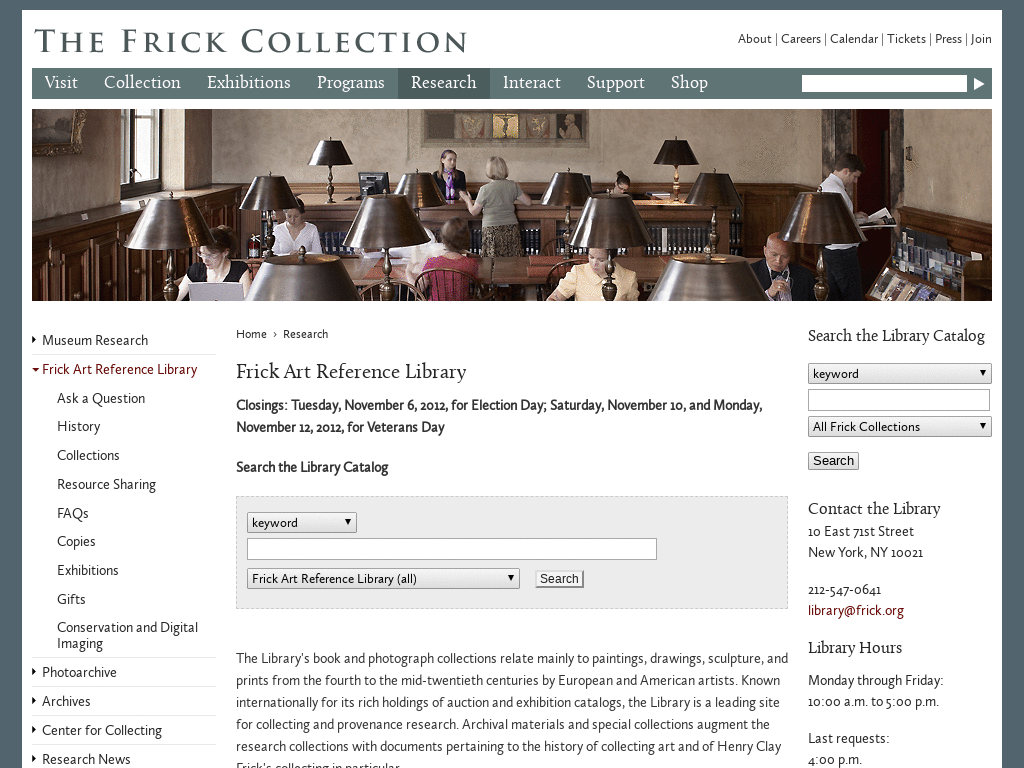 THE FRICK COLLECTION
About | Careers | Calendar | Tickets | Press | Join
Visit Collection Exhibitions Programs Research Interact Support Shop
Museum Research
Frick Art Reference Library
Ask a Question
History
Collections
Resource Sharing
FAQs
Copies
Exhibitions
Gifts
Conservation and Digital
Imaging
Photoarchive
Archives
Center for Collecting
Research News
Home › Research
Frick Art Reference Library
Closings: Tuesday, November 6, 2012, for Election Day; Saturday, November 10, and Monday,
November 12, 2012, for Veterans Day
Search the Library Catalog
keyword
Frick Art Reference Library (all)
Search
The Library's book and photograph collections relate mainly to paintings, drawings, sculpture, and
prints from the fourth to the mid-twentieth centuries by European and American artists. Known
internationally for its rich holdings of auction and exhibition catalogs, the Library is a leading site
for collecting and provenance research. Archival materials and special collections augment the
research collections with documents pertaining to the history of collecting art and of Henry Clay
Frick's collecting in particular.
Search the Library Catalog
keyword
All Frick Collections
Search
Contact the Library
10 East 71st Street
New York, NY 10021
212-547-0641
library@frick.org
Library Hours
Monday through Friday:
10:00 a.m. to 5:00 p.m.
Last requests:
4:00 p.m.